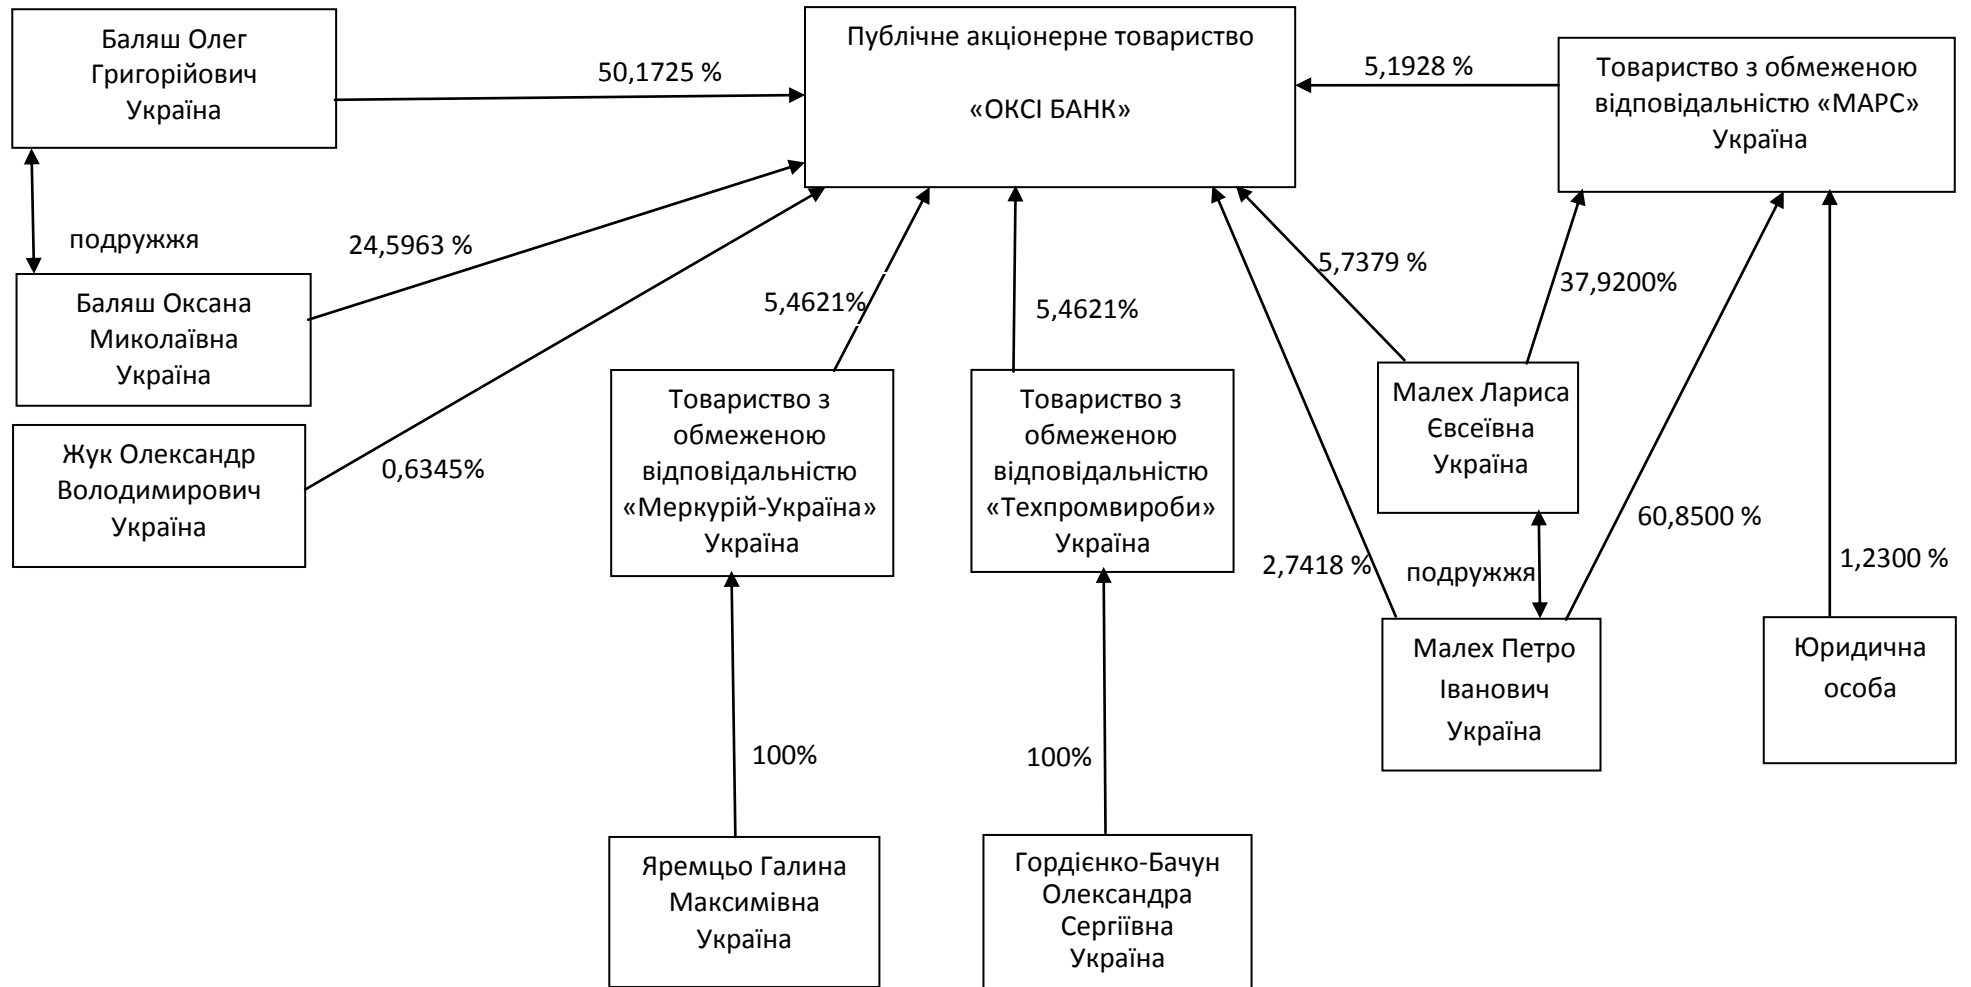 Баляш Олег
Григорійович
Україна
50,1725 %
Публічне акціонерне товариство
«ОКСІ БАНК»
5,1928 %
Товариство з обмеженою
відповідальністю «МАРС»
Україна
подружжя
24,5963 %
Баляш Оксана
Миколаївна
Україна
5,4621%
5,4621%
5,7379 %
37,9200%
Жук Олександр
Володимирович
Україна
0,6345%
Товариство з
обмеженою
відповідальністю
«Меркурій-Україна»
Україна
Товариство з
обмеженою
відповідальністю
«Техпромвироби»
Україна
Малех Лариса
Євсеївна
Україна
2,7418 %
подружжя
60,8500 %
1,2300 %
Малех Петро
Іванович
Україна
Юридична
особа
100%
100%
Яремцьо Галина
Максимівна
Україна
Гордієнко-Бачун
Олександра
Сергіївна
Україна